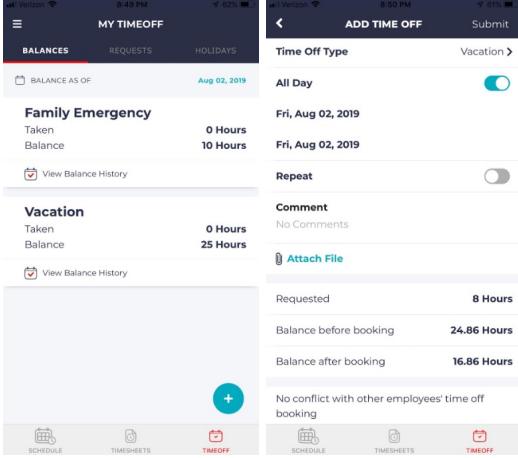 Verizon 8:49 PM 62%
MY TIMEOFF
BALANCES REQUESTS HOLIDAYS
BALANCE AS OF Aug 02, 2019
Family Emergency
Taken 0 Hours
Balance 10 Hours
View Balance History
Vacation
Taken 0 Hours
Balance 25 Hours
View Balance History
+
SCHEDULE TIMESHEETS TIMEOFF
Verizon 8:50 PM 61%
ADD TIME OFF Submit
Time Off Type Vacation
All Day
Fri, Aug 02, 2019
Fri, Aug 02, 2019
Repeat
Comment
No Comments
Attach File
Requested 8 Hours
Balance before booking 24.86 Hours
Balance after booking 16.86 Hours
No conflict with other employees' time off
booking
SCHEDULE TIMESHEETS TIMEOFF